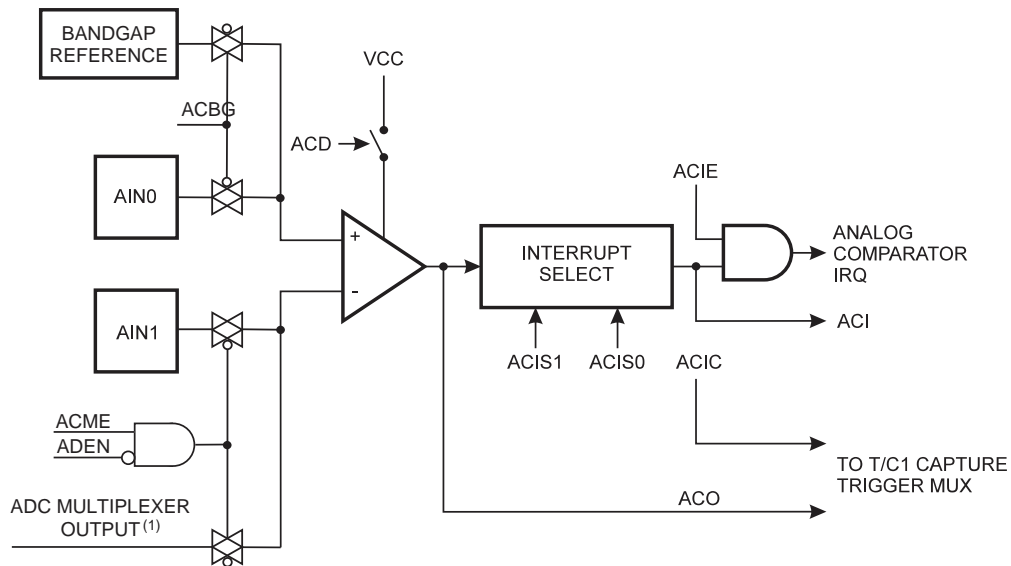 BANDGAP
REFERENCE
VCC
ACBG
ACD
AIN0
ACIE
+
-
INTERRUPT
SELECT
ANALOG
COMPARATOR
IRQ
AIN1
ACI
ACIS1
ACIS0
ACIC
ACME
ADEN
TO T/C1 CAPTURE
TRIGGER MUX
ACO
ADC MULTIPLEXER
OUTPUT (1)